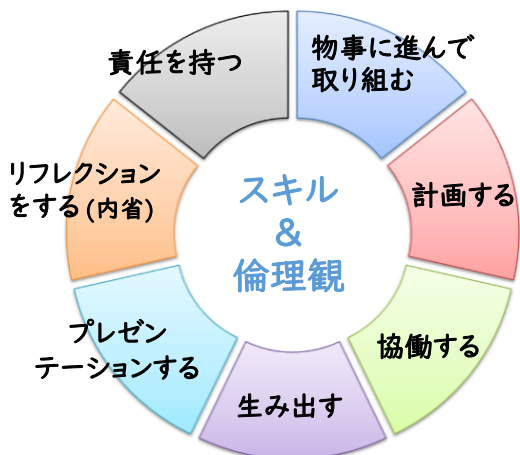 物事に進んで
取り組む
計画する
協働する
生み出す
プレゼン
テーションする
リフレクション
をする(内省)
責任を持つ
スキル
&
倫理観